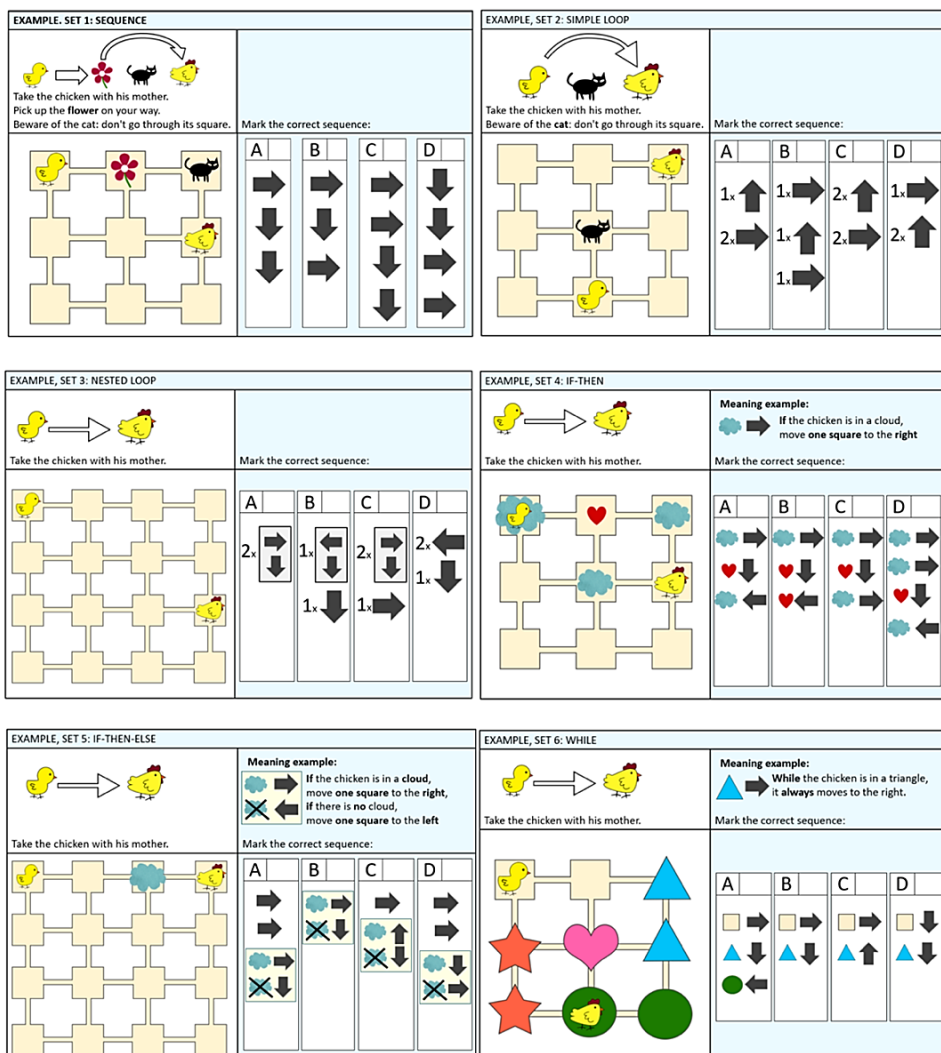 EXAMPLE. SET 1: SEQUENCE
Take the chicken with his mother.
Pick up the flower on your way.
Beware of the cat: don't go through its square.
Mark the correct sequence:
A B C D
EXAMPLE, SET 2: SIMPLE LOOP
Take the chicken with his mother.
Beware of the cat: don't go through its square.
Mark the correct sequence:
A B C D
1x 1x 2x 1x
2x 1x 2x 2x
1x
EXAMPLE, SET 3: NESTED LOOP
Take the chicken with his mother.
Mark the correct sequence:
A B C D
2x 1x 2x 2x
1x 1x 1x
EXAMPLE, SET 4: IF-THEN
Take the chicken with his mother.
Meaning example:
If the chicken is in a cloud,
move one square to the right
Mark the correct sequence:
A B C D
EXAMPLE, SET 5: IF-THEN-ELSE
Take the chicken with his mother.
Meaning example:
If the chicken is in a cloud,
move one square to the right,
If there is no cloud,
move one square to the left
Mark the correct sequence:
A B C D
EXAMPLE, SET 6: WHILE
Take the chicken with his mother.
Meaning example:
While the chicken is in a triangle,
it always moves to the right.
Mark the correct sequence:
A B C D